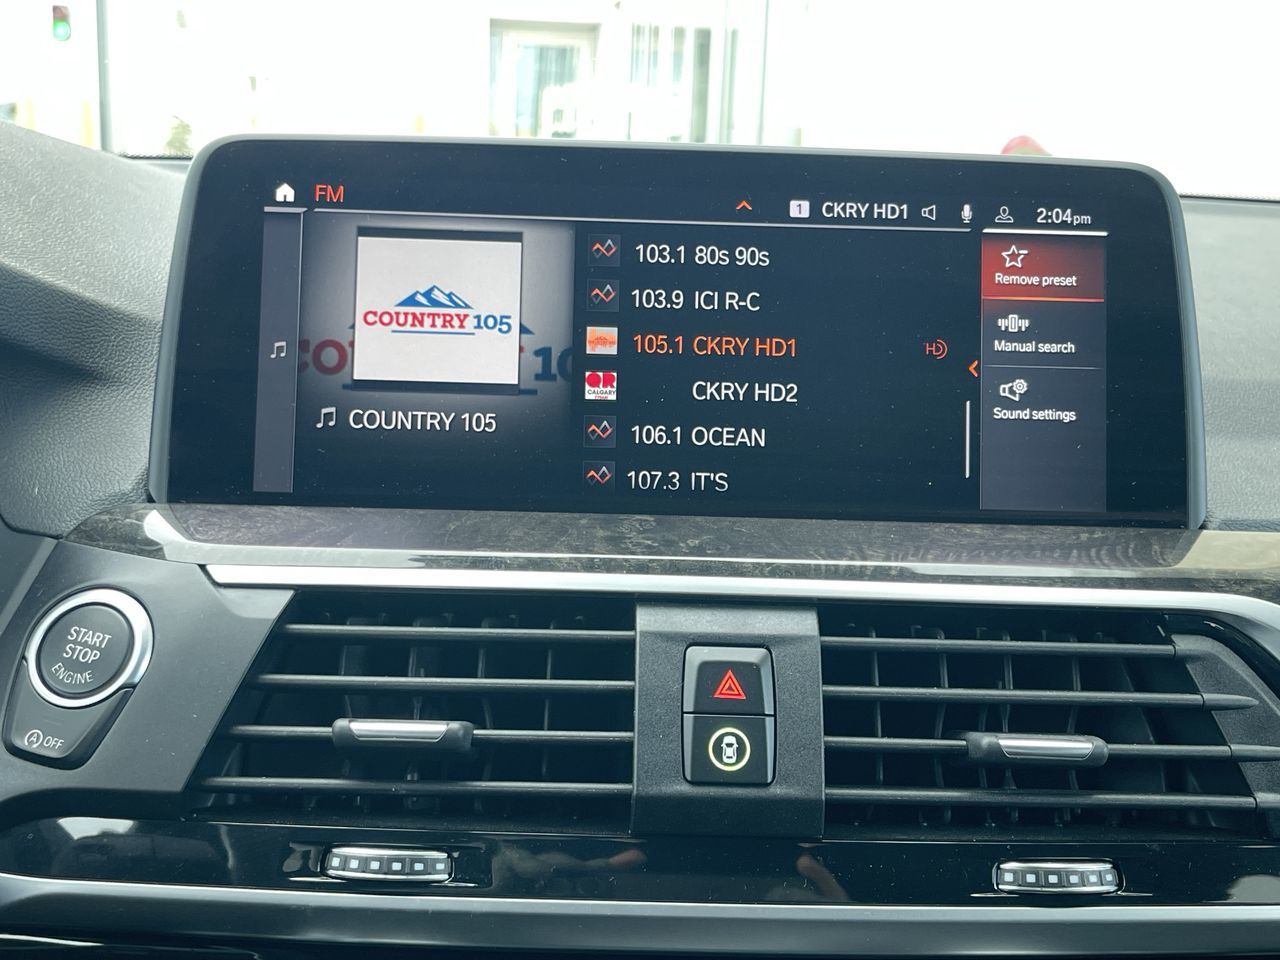 FM
1 CKRY HD1 2:04pm
COUNTRY 105
COUNTRY 105
103.1 80s 90s
103.9 ICI R-C
105.1 CKRY HD1 HD
QR CALGARY
CKRY HD2
106.1 OCEAN
107.3 IT'S
Remove preset
Manual search
Sound settings
START
STOP
ENGINE
A OFF